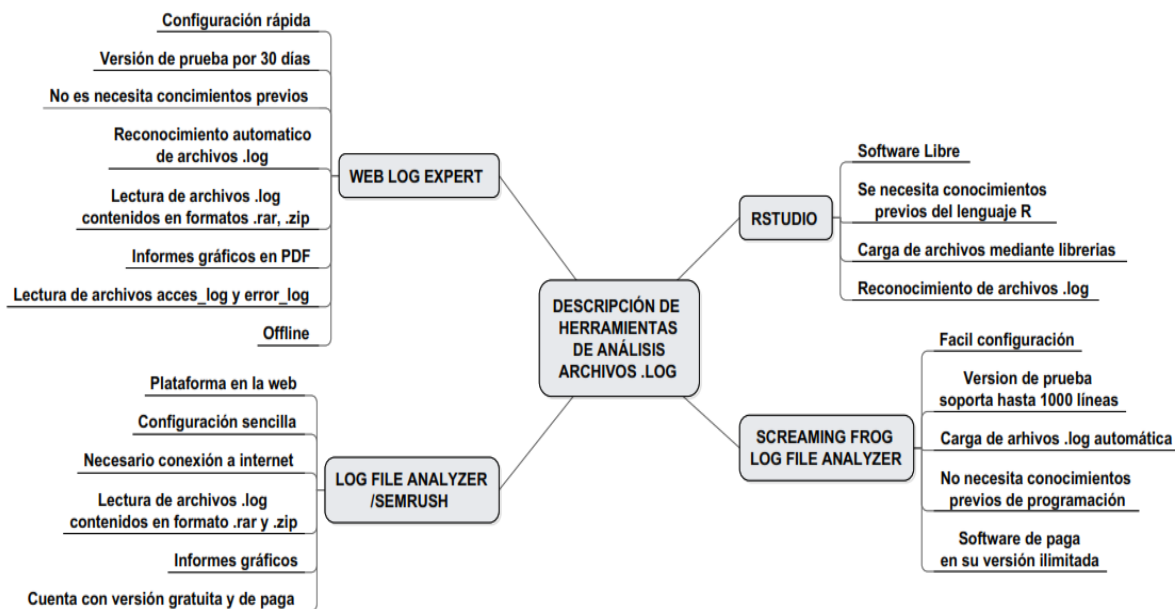 Configuración rápida
Versión de prueba por 30 días
No es necesita concimientos previos
Reconocimiento automatico
de archivos .log
Lectura de archivos .log
contenidos en formatos .rar, .zip
Informes gráficos en PDF
Lectura de archivos acces_log y error_log
Offline
WEB LOG EXPERT
Plataforma en la web
Configuración sencilla
Necesario conexión a internet
Lectura de archivos .log
contenidos en formato .rar y .zip
Informes gráficos
Cuenta con versión gratuita y de paga
LOG FILE ANALYZER
/SEMRUSH
DESCRIPCIÓN DE
HERRAMIENTAS
DE ANÁLISIS
ARCHIVOS .LOG
RSTUDIO
Software Libre
Se necesita conocimientos
previos del lenguaje R
Carga de archivos mediante librerias
Reconocimiento de archivos .log
SCREAMING FROG
LOG FILE ANALYZER
Facil configuración
Version de prueba
soporta hasta 1000 líneas
Carga de arhivos .log automática
No necesita conocimientos
previos de programación
Software de paga
en su versión ilimitada